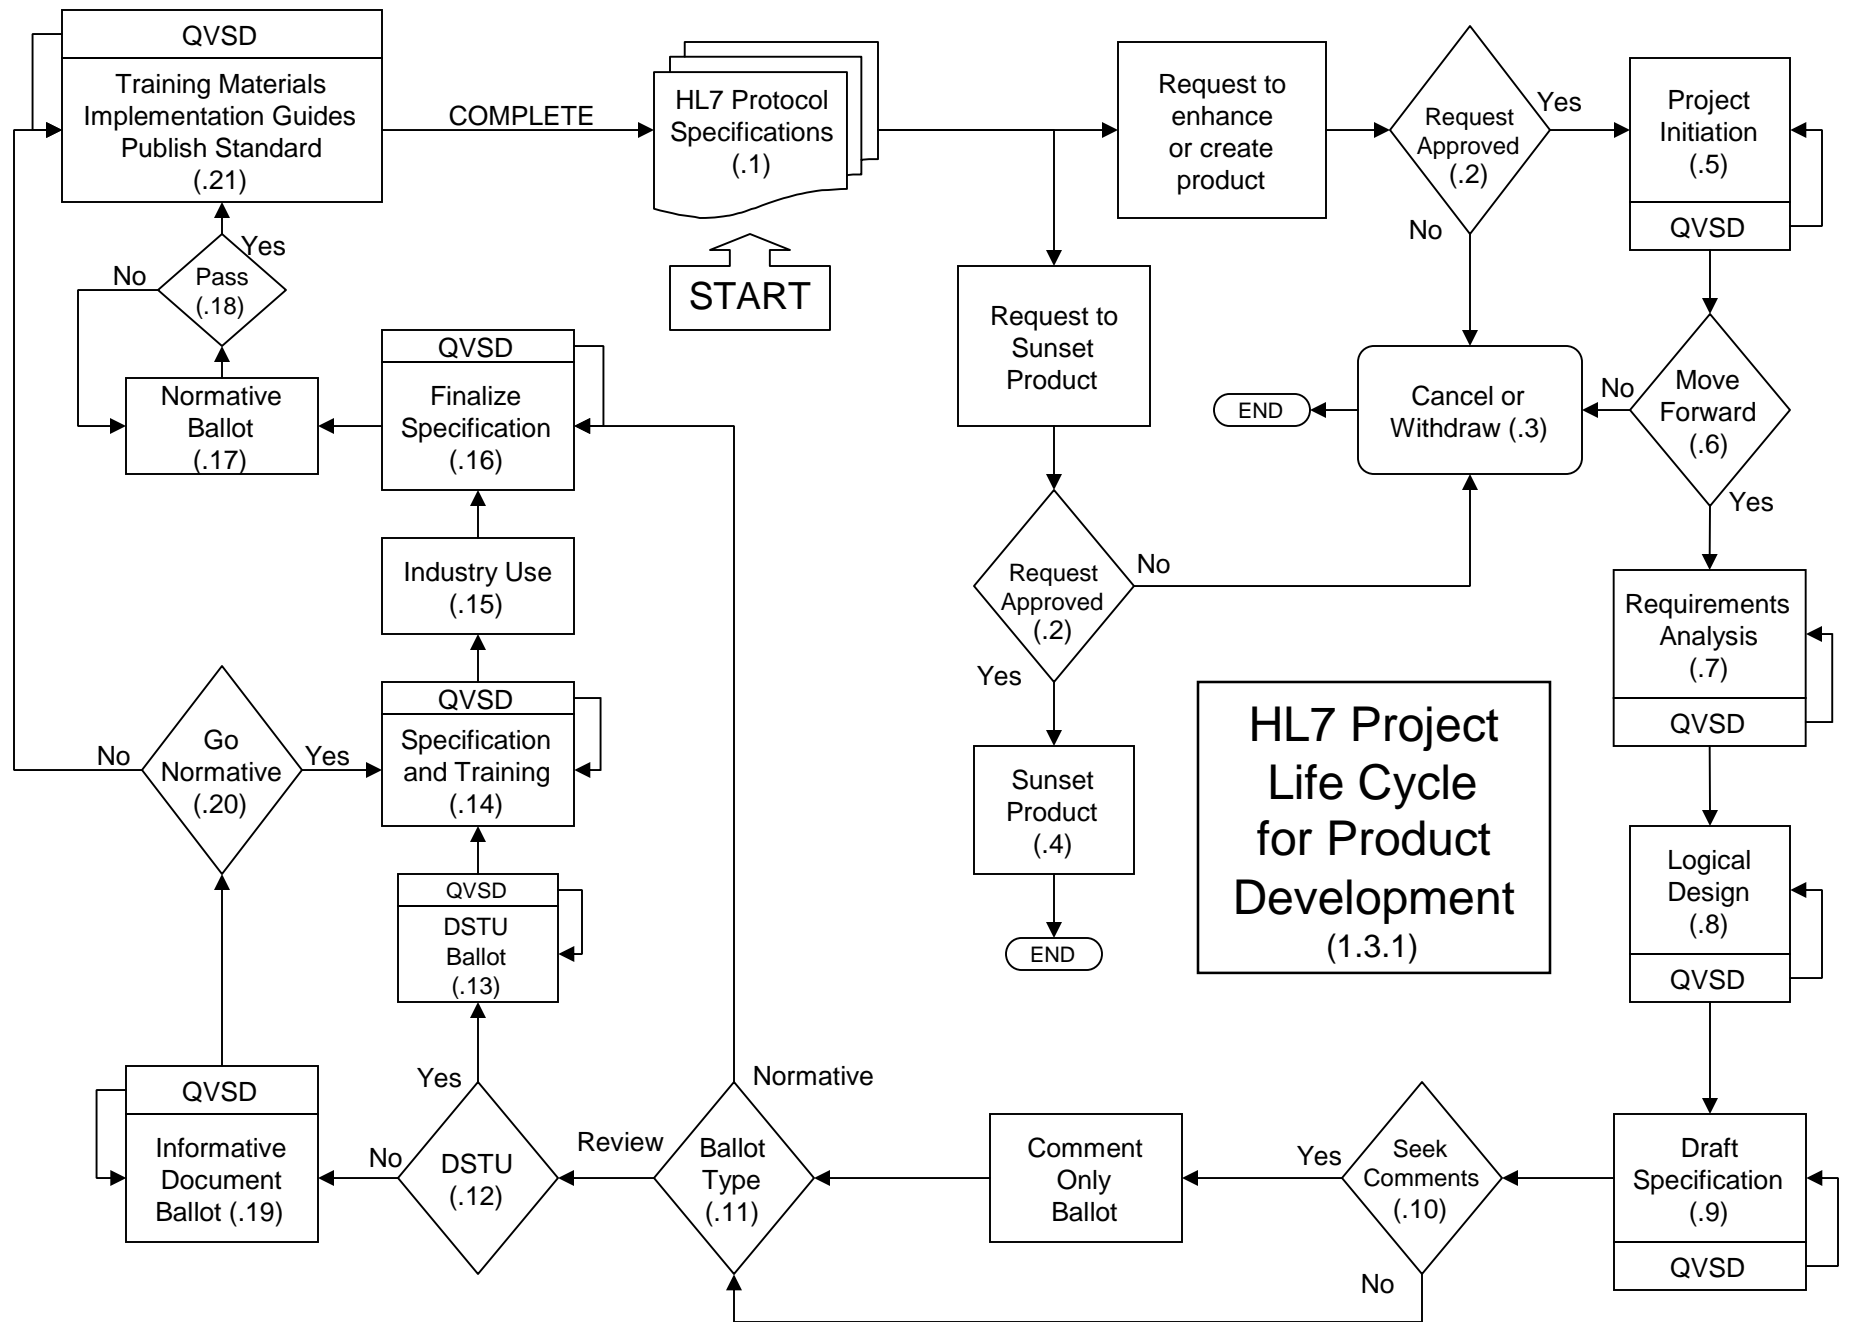 QVSD
Training Materials
Implementation Guides
Publish Standard
(.21)
COMPLETE
HL7 Protocol
Specifications
(.1)
START
Request to
enhance
or create
product
Request
Approved
(.2)
Yes
No
Project
Initiation
(.5)
QVSD
Yes
No
Pass
(.18)
Normative
Ballot
(.17)
QVSD
Finalize
Specification
(.16)
Request to
Sunset
Product
END
Cancel or
Withdraw (.3)
No
Move
Forward
(.6)
Yes
Industry Use
(.15)
Request
Approved
(.2)
No
Yes
Requirements
Analysis
(.7)
QVSD
No
Go
Normative
(.20)
Yes
QVSD
Specification
and Training
(.14)
Sunset
Product
(.4)
END
HL7 Project
Life Cycle
for Product
Development
(1.3.1)
Logical
Design
(.8)
QVSD
QVSD
DSTU
Ballot
(.13)
QVSD
Informative
Document
Ballot (.19)
No
Yes
DSTU
(.12)
Review
Normative
Ballot
Type
(.11)
Comment
Only
Ballot
Yes
Seek
Comments
(.10)
No
Draft
Specification
(.9)
QVSD